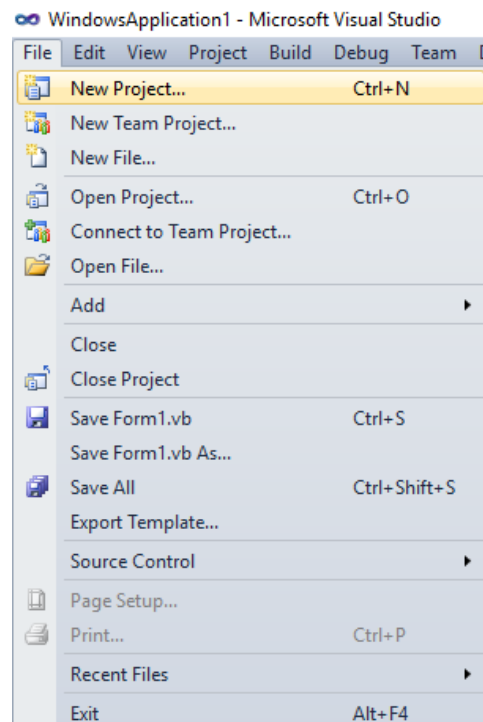 WindowsApplication1 - Microsoft Visual Studio
File Edit View Project Build Debug Team
New Project... Ctrl+N
New Team Project...
New File...
Open Project... Ctrl+O
Connect to Team Project...
Open File...
Add
Close
Close Project
Save Form1.vb Ctrl+S
Save Form1.vb As...
Save All Ctrl+Shift+S
Export Template...
Source Control
Page Setup...
Print... Ctrl+P
Recent Files
Exit Alt+F4